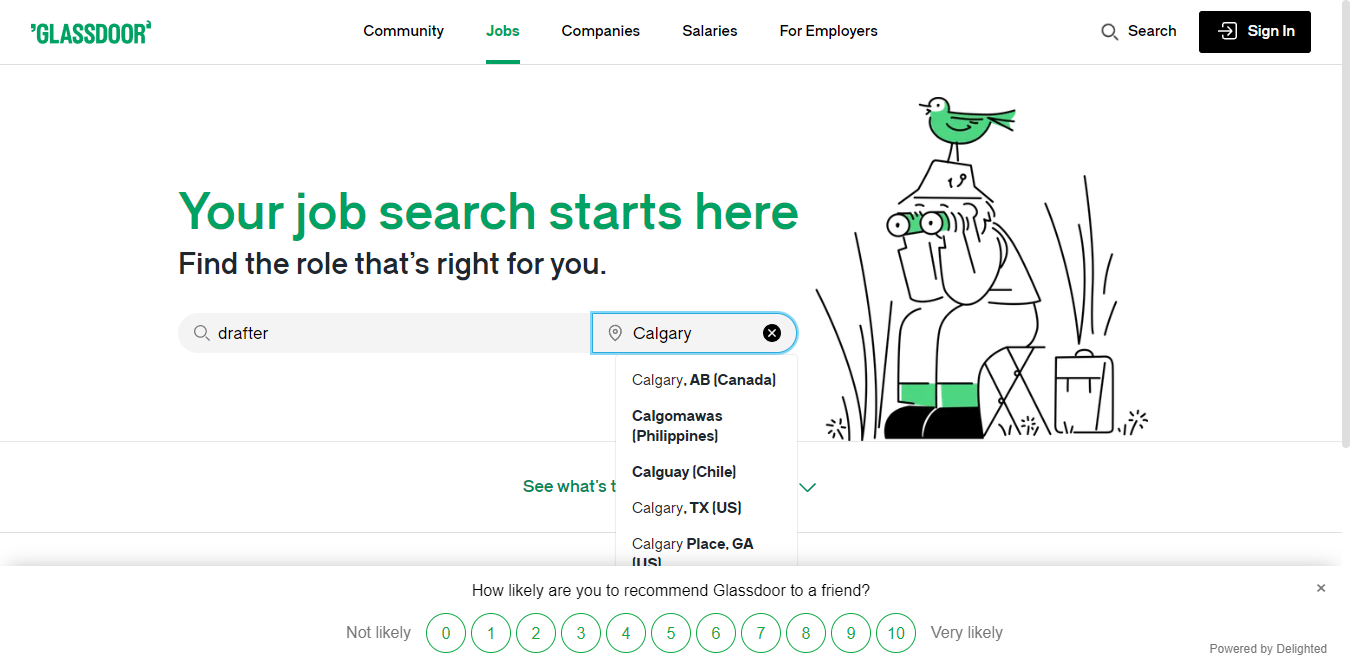 GLASSDOOR
Community
Jobs
Companies
Salaries
For Employers
Search
Sign In
Your job search starts here
Find the role that’s right for you.
drafter
Calgary
Calgary, AB (Canada)
Calgomawas
(Philippines)
Calguay (Chile)
Calgary, TX (US)
Calgary Place, GA
(US)
See what's t
How likely are you to recommend Glassdoor to a friend?
×
Not likely
0
1
2
3
4
5
6
7
8
9
10
Very likely
Powered by Delighted